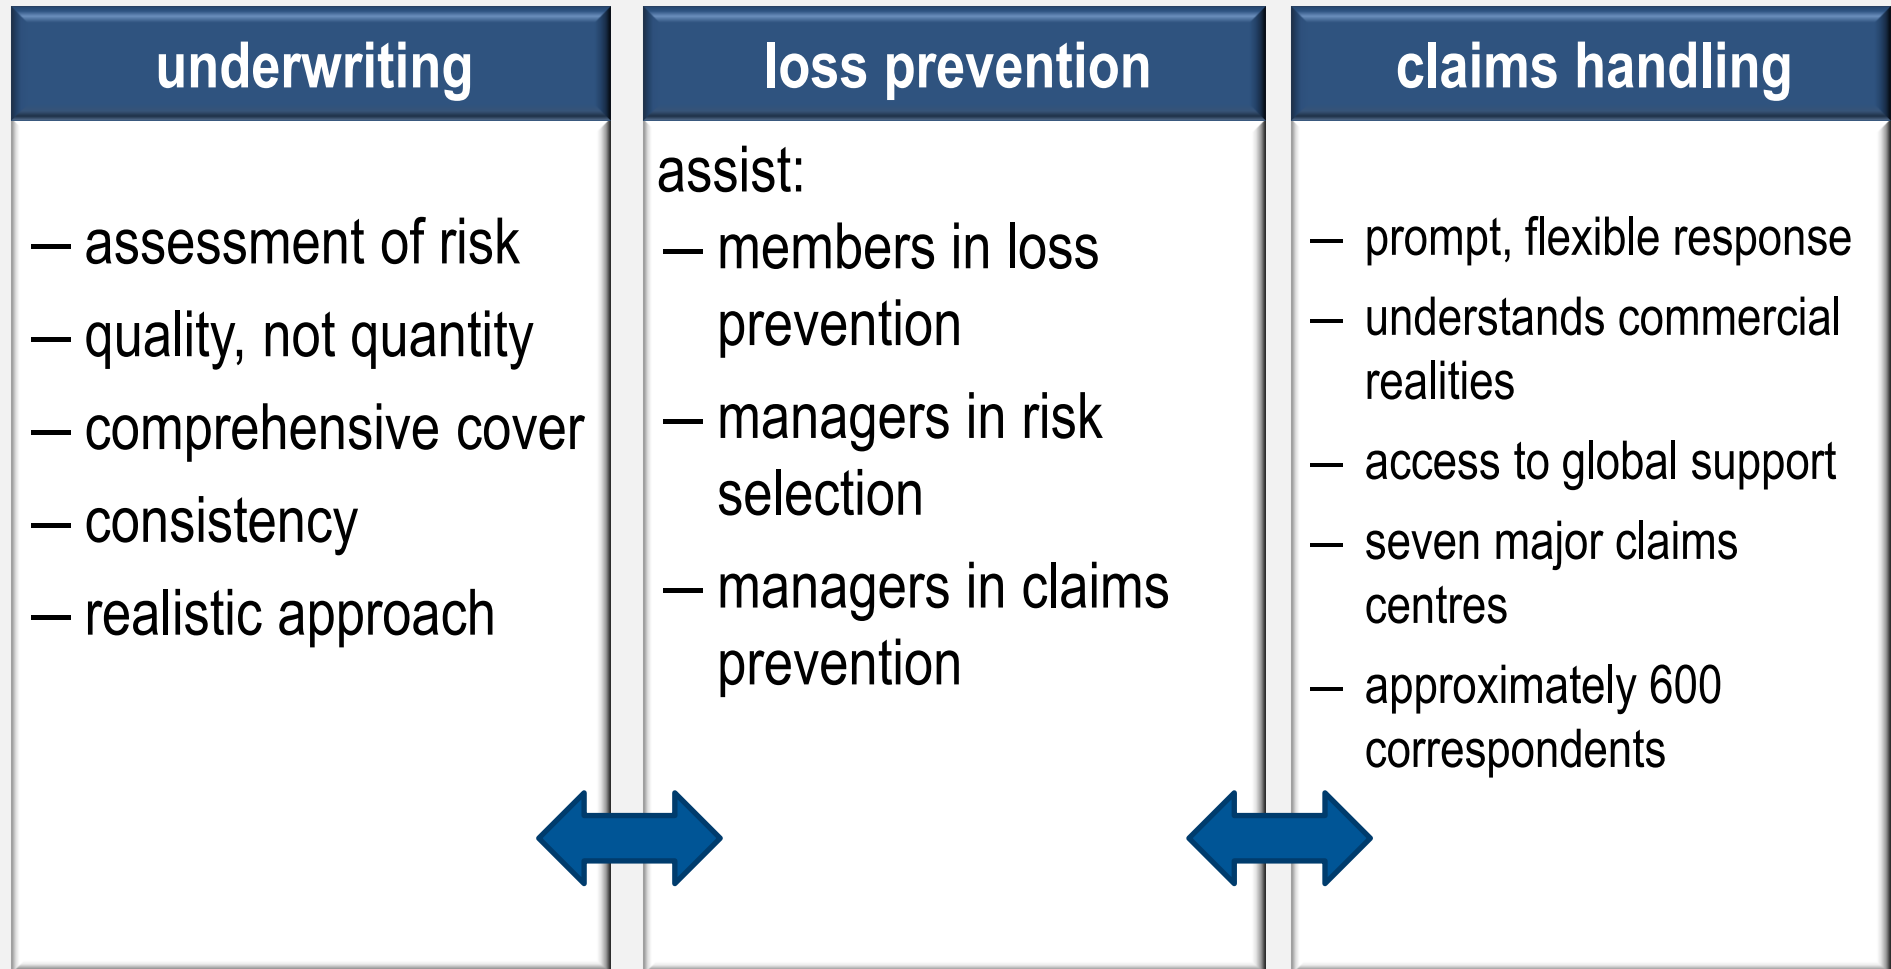 underwriting
— assessment of risk
— quality, not quantity
— comprehensive cover
— consistency
— realistic approach
loss prevention
assist:
— members in loss
prevention
— managers in risk
selection
— managers in claims
prevention
claims handling
— prompt, flexible response
— understands commercial
realities
— access to global support
— seven major claims
centres
— approximately 600
correspondents